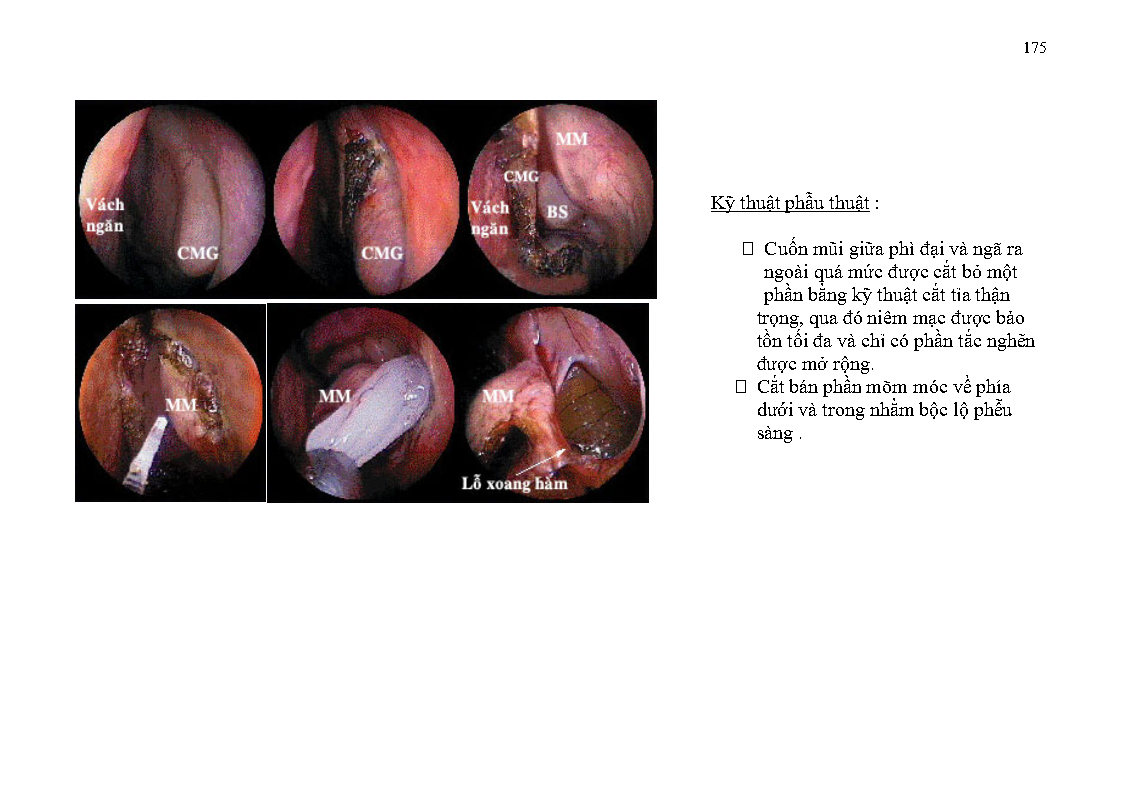 175
Vách
ngăn
CMG
CMG
MM
CMG
Vách
ngăn
BS
MM
MM
MM
Lỗ xoang hàm
Kỹ thuật phẫu thuật :
Cuốn mũi giữa phì đại và ngã ra
ngoài quá mức được cắt bỏ một
phần bằng kỹ thuật cắt tỉa thận
trọng, qua đó niêm mạc được bảo
tồn tối đa và chỉ có phần tắc nghẽn
được mở rộng.
Cắt bán phần mõm móc về phía
dưới và trong nhằm bộc lộ phễu
sàng .